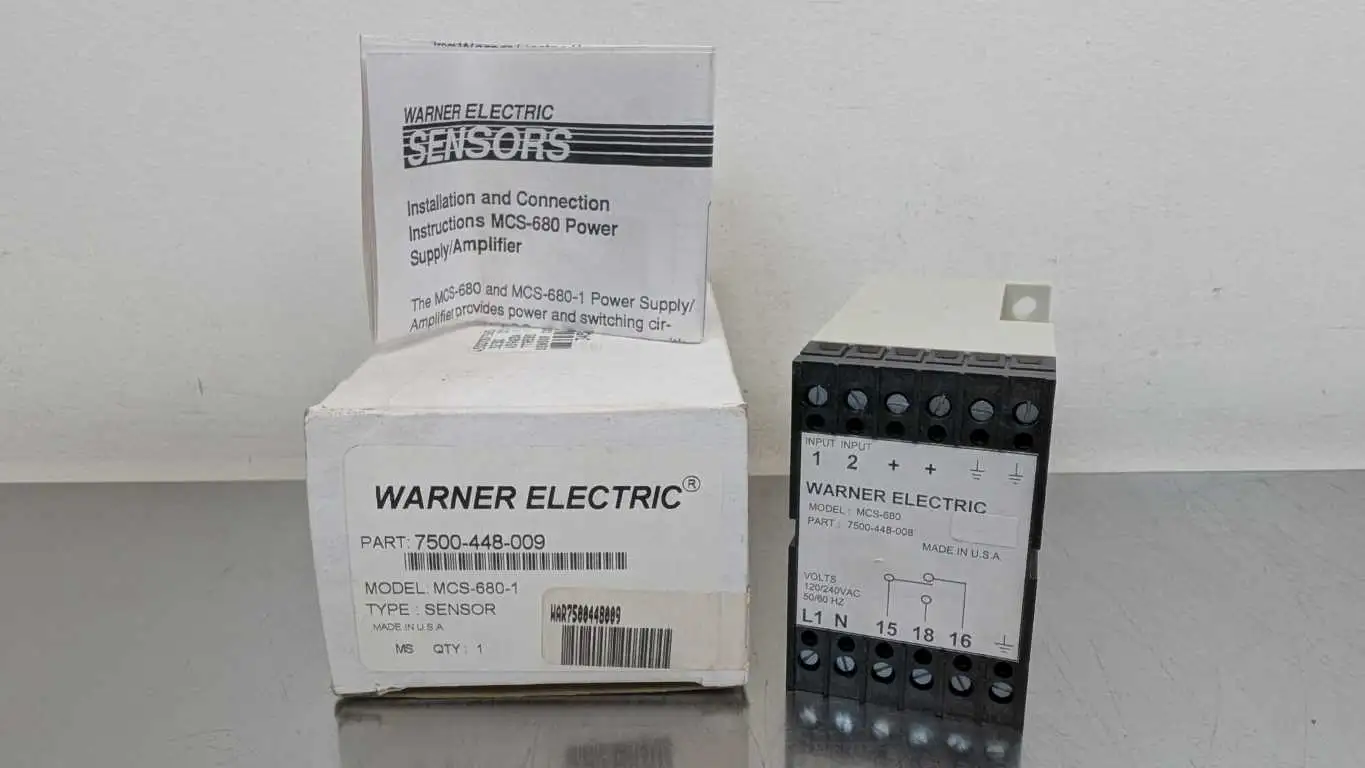 WARNER ELECTRIC
SENSORS
Installation and Connection
Instructions MCS-680 Power
Supply/Amplifier
The MCS-680 and MCS-680-1 Power Supply/
Amplifier provides power and switching cir-
WARNER ELECTRIC®
PART: 7500-448-009
MODEL: MCS-680-1
TYPE : SENSOR
MADE IN U.S.A.
MS QTY : 1
WAR7500448009
INPUT INPUT
1 2 + +
WARNER ELECTRIC
MODEL : MCS-680
PART : 7500-448-008
MADE IN U.S.A
VOLTS
120/240VAC
50/60 HZ
L1 N 15 18 16